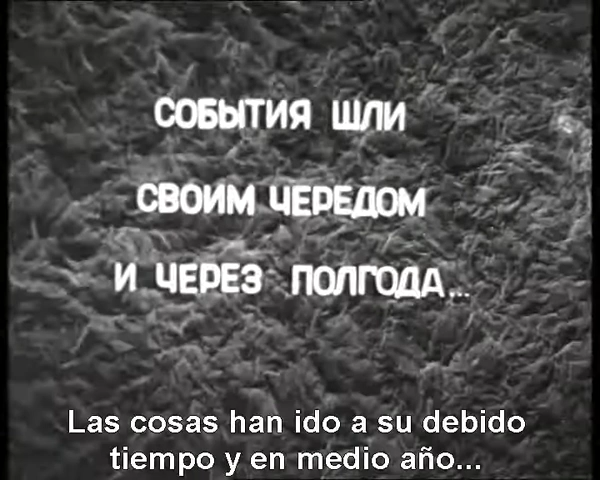 СОБЫТИЯ ШЛИ
СВОИМ ЧЕРЕДОМ
И ЧЕРЕЗ ПОЛГОДА...
Las cosas han ido a su debido
tiempo y en medio año...